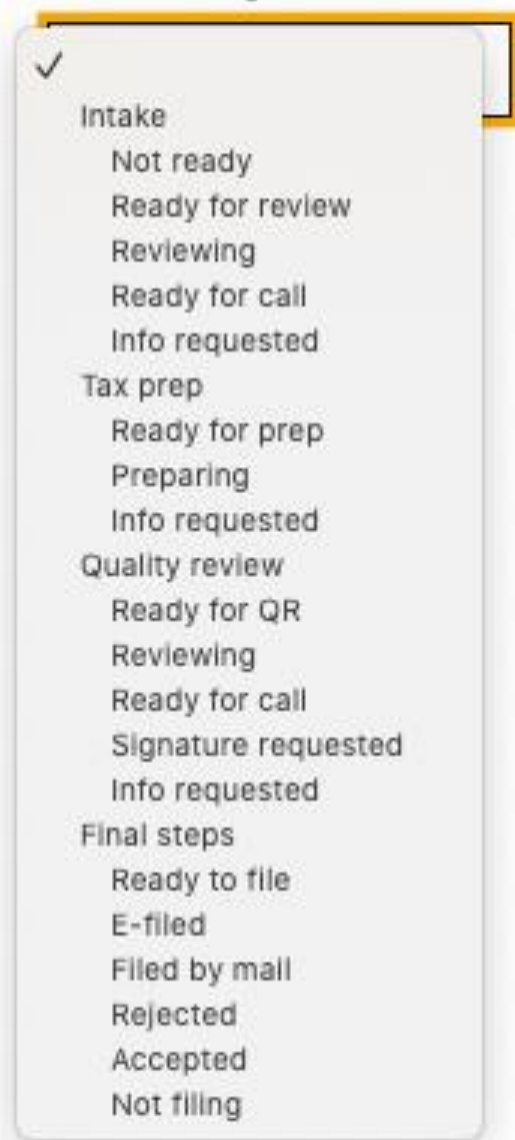 Intake
Not ready
Ready for review
Reviewing
Ready for call
Info requested
Tax prep
Ready for prep
Preparing
Info requested
Quality review
Ready for QR
Reviewing
Ready for call
Signature requested
Info requested
Final steps
Ready to file
E-filed
Filed by mail
Rejected
Accepted
Not filing